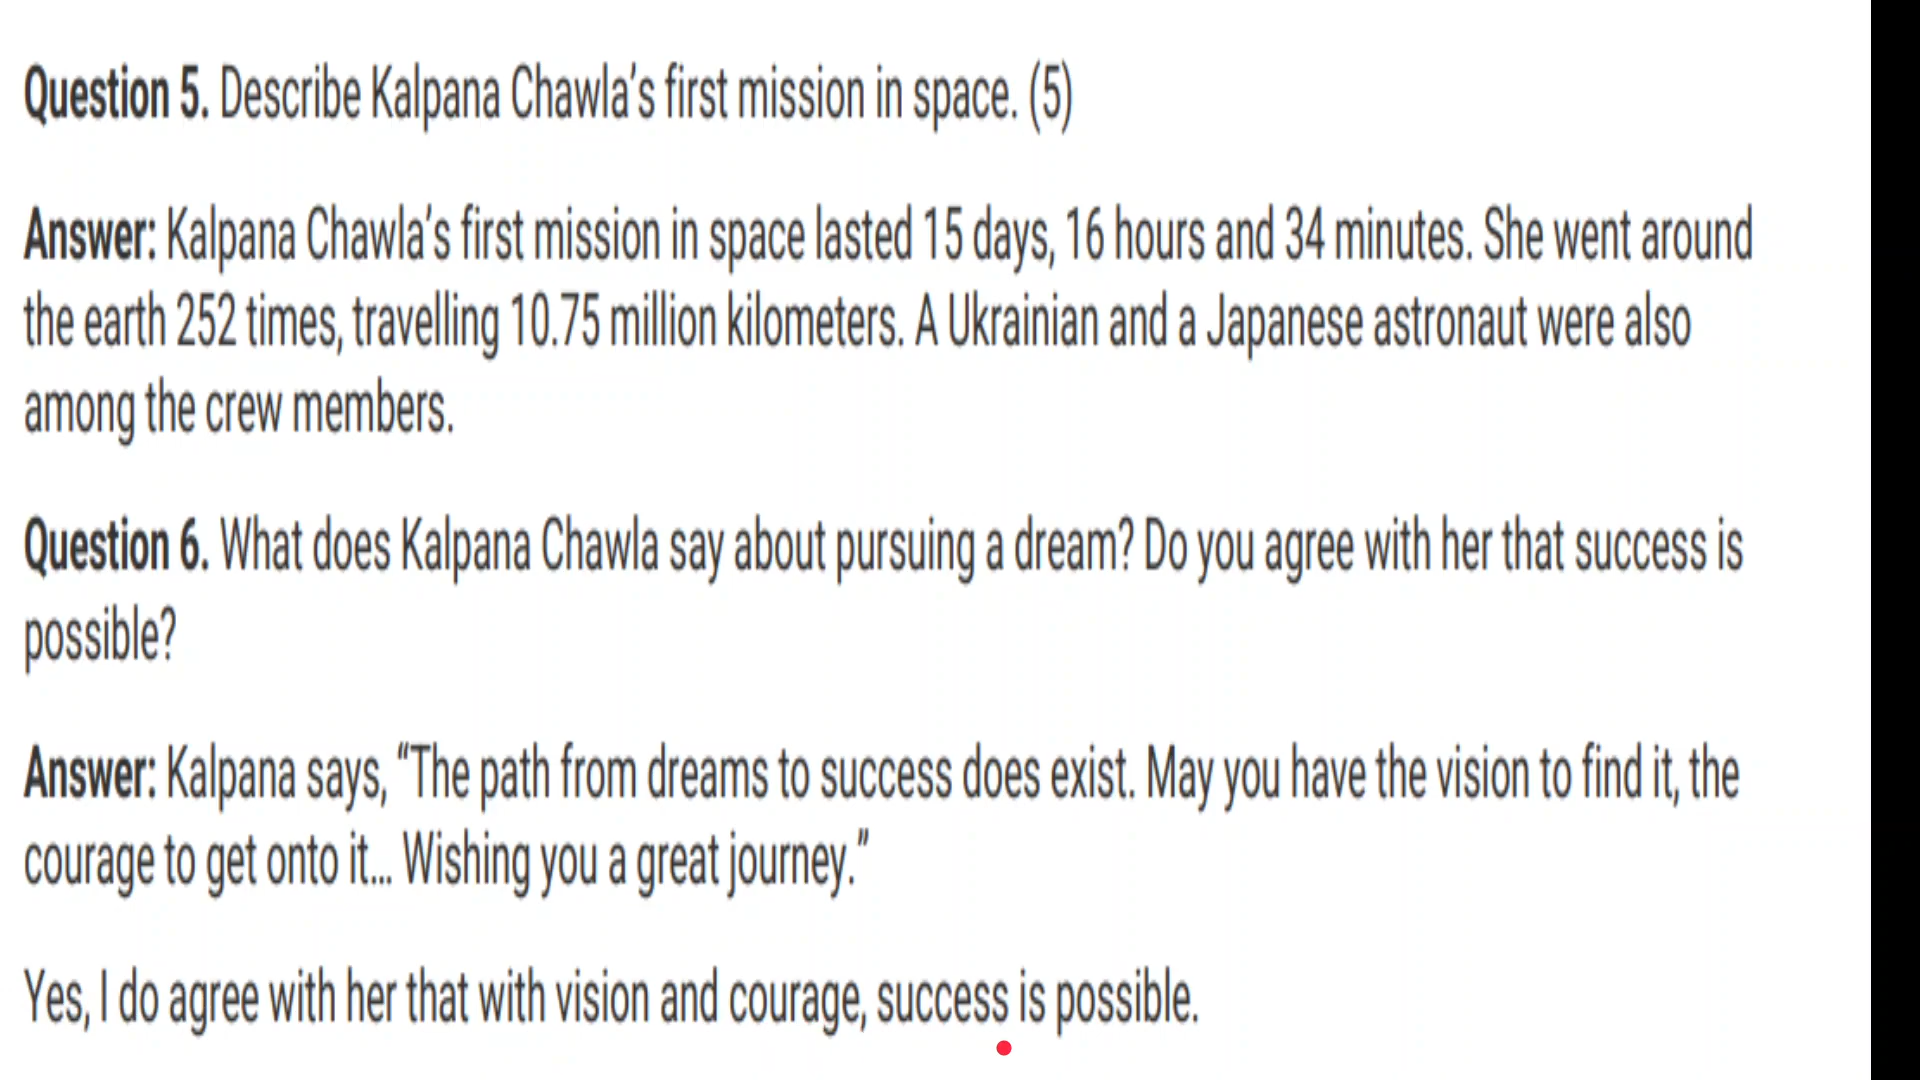 Question 5. Describe Kalpana Chawla’s first mission in space. (5)
Answer: Kalpana Chawla’s first mission in space lasted 15 days, 16 hours and 34 minutes. She went around
the earth 252 times, travelling 10.75 million kilometers. A Ukrainian and a Japanese astronaut were also
among the crew members.
Question 6. What does Kalpana Chawla say about pursuing a dream? Do you agree with her that success is
possible?
Answer: Kalpana says, “The path from dreams to success does exist. May you have the vision to find it, the
courage to get onto it... Wishing you a great journey.”
Yes, I do agree with her that with vision and courage, success is possible.